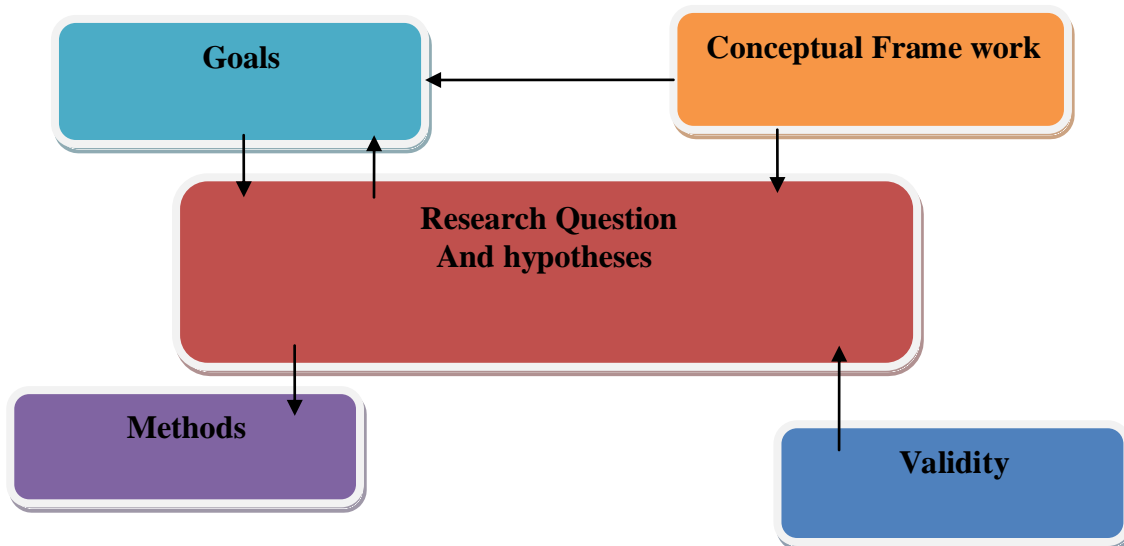 Goals
Conceptual Frame work
Research Question
And hypotheses
Methods
Validity